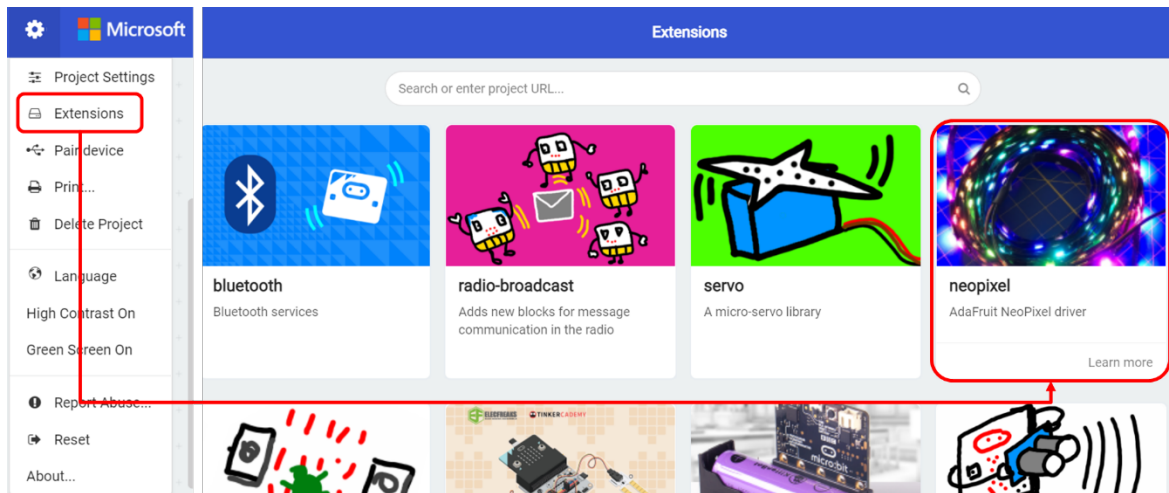 Microsoft
Project Settings
Extensions
Pair device
Print...
Delete Project
Language
High Contrast On
Green Screen On
Report Abuse...
Reset
About...
Extensions
Search or enter project URL...
bluetooth
Bluetooth services
radio-broadcast
Adds new blocks for message
communication in the radio
servo
A micro-servo library
neopixel
AdaFruit NeoPixel driver
Learn more
ELECFREAKS
TINKERCADEMY
micro:bit